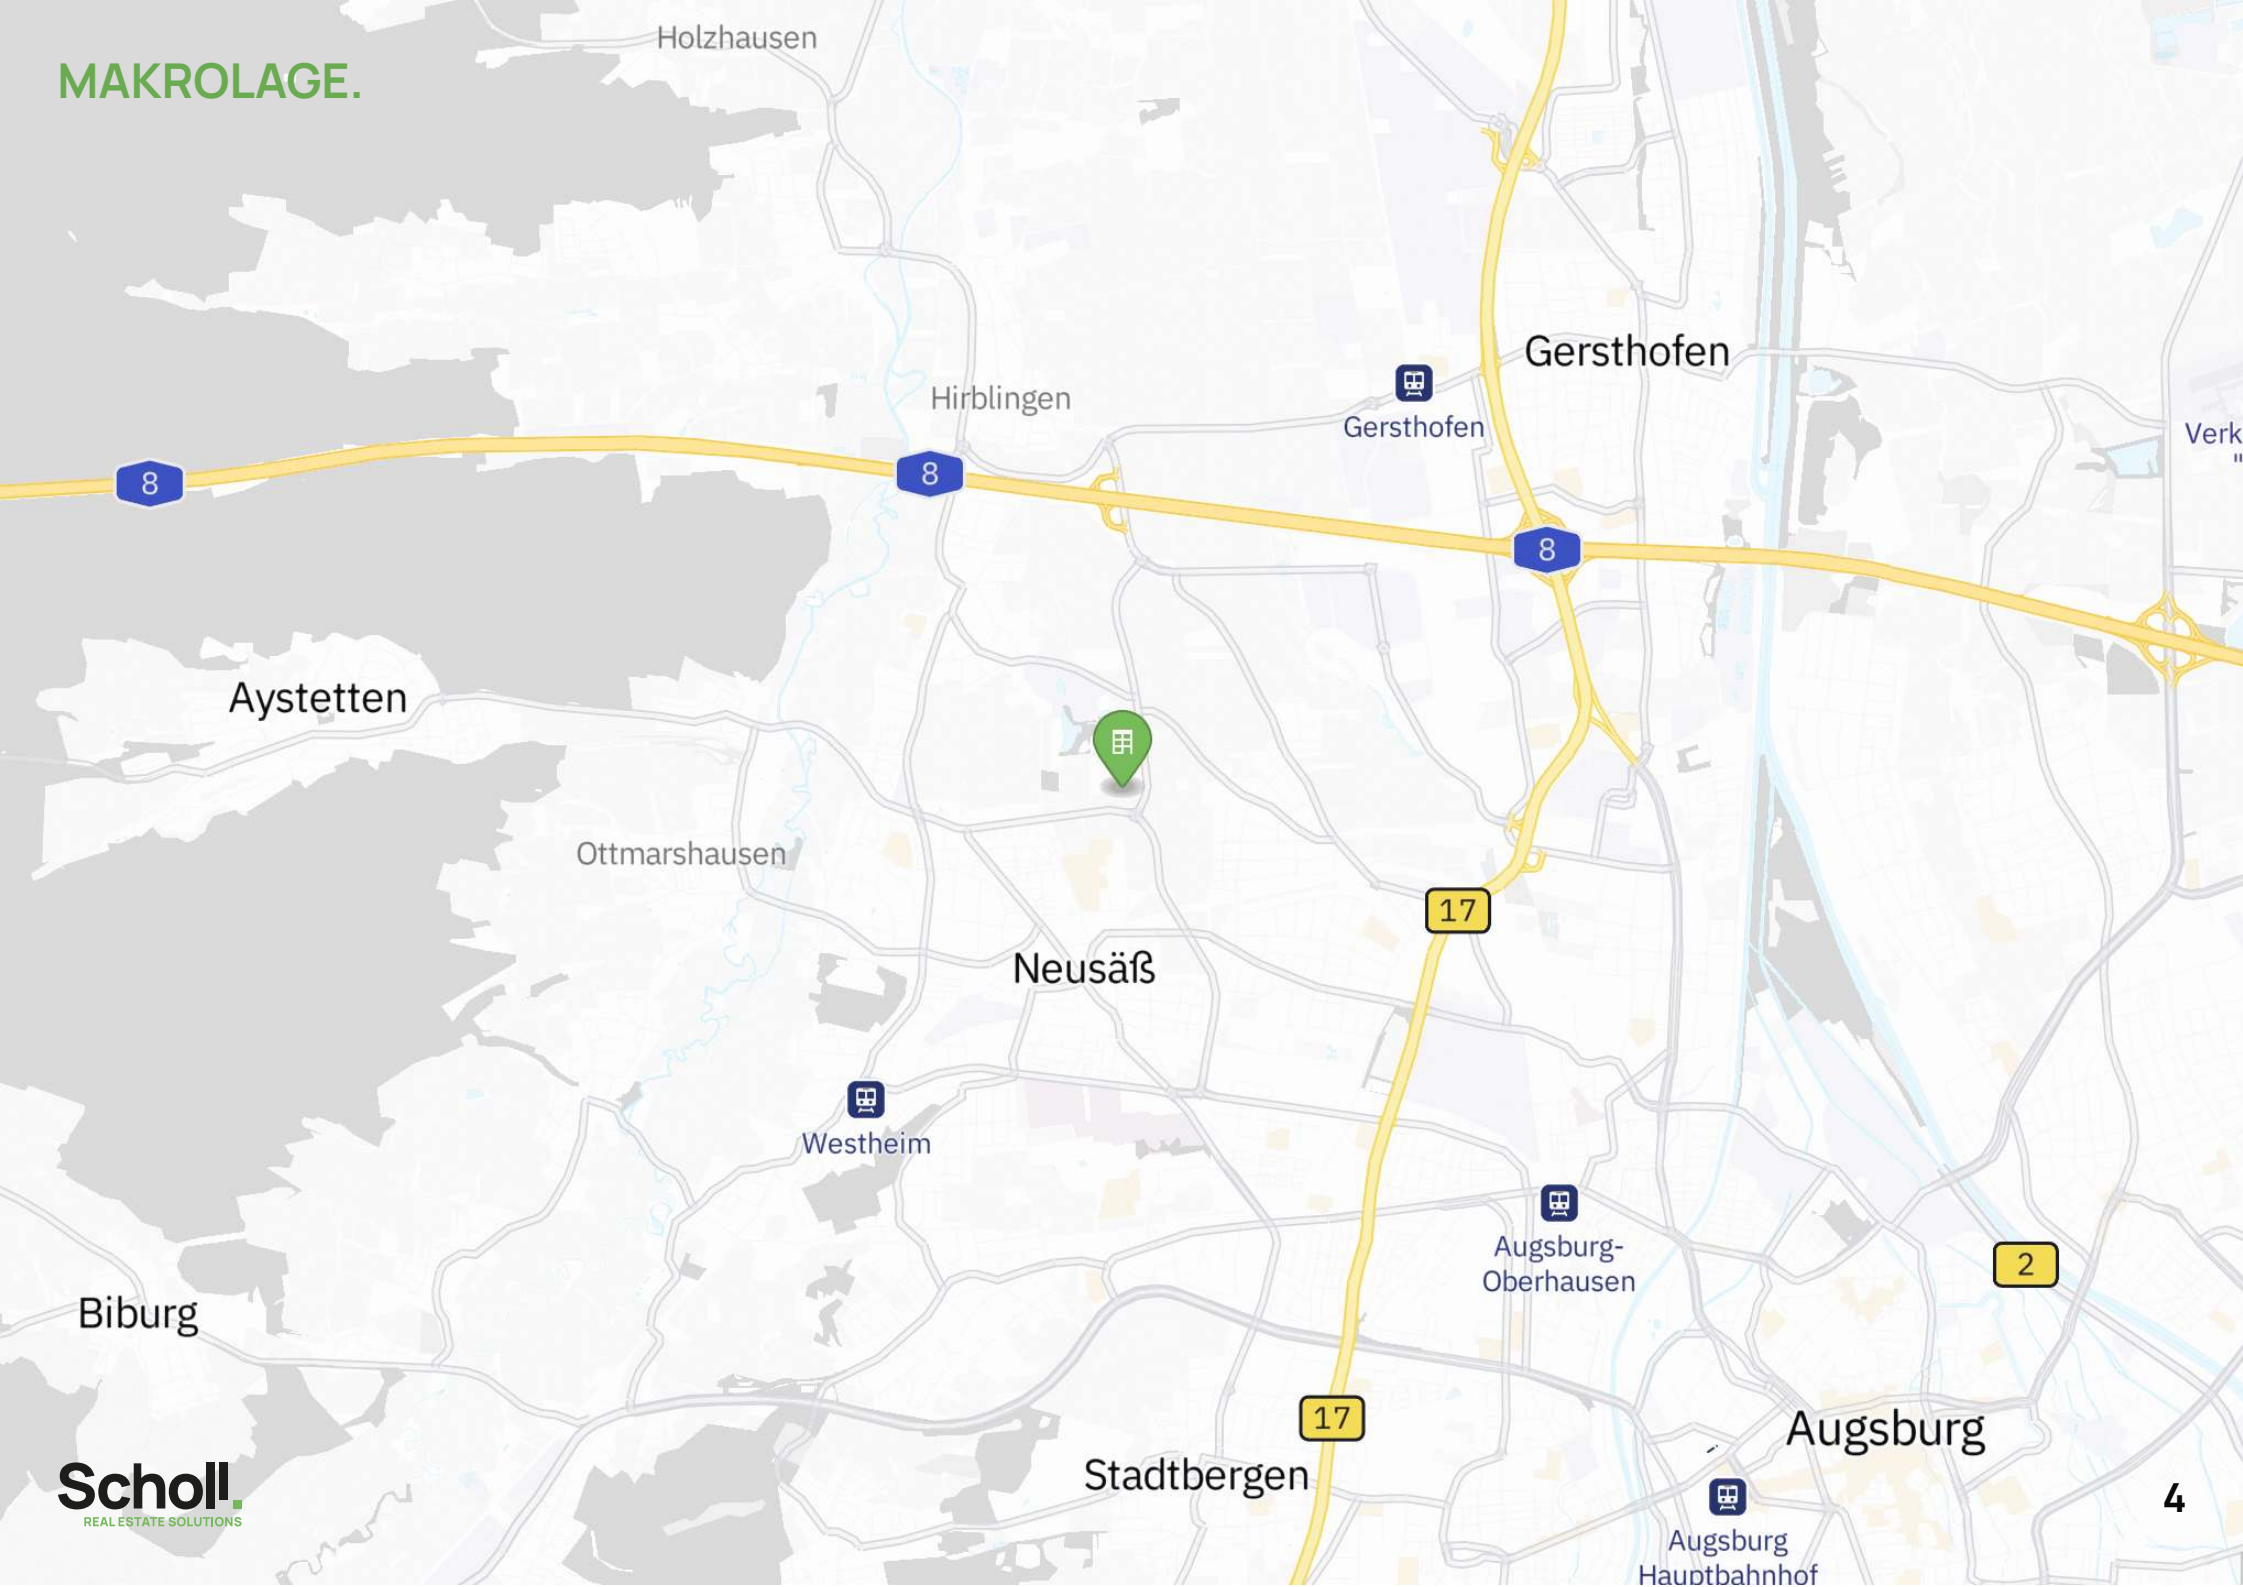 Holzhausen
MAKROLAGE.
Gersthofen
Hirblingen
Gersthofen
Verk
"
8
8
8
Aystetten
Ottmarshausen
17
Neusäß
Westheim
Augsburg-
Oberhausen
2
Biburg
17
Augsburg
Stadtbergen
Scholl.
REAL ESTATE SOLUTIONS
4
Augsburg
Hauptbahnhof